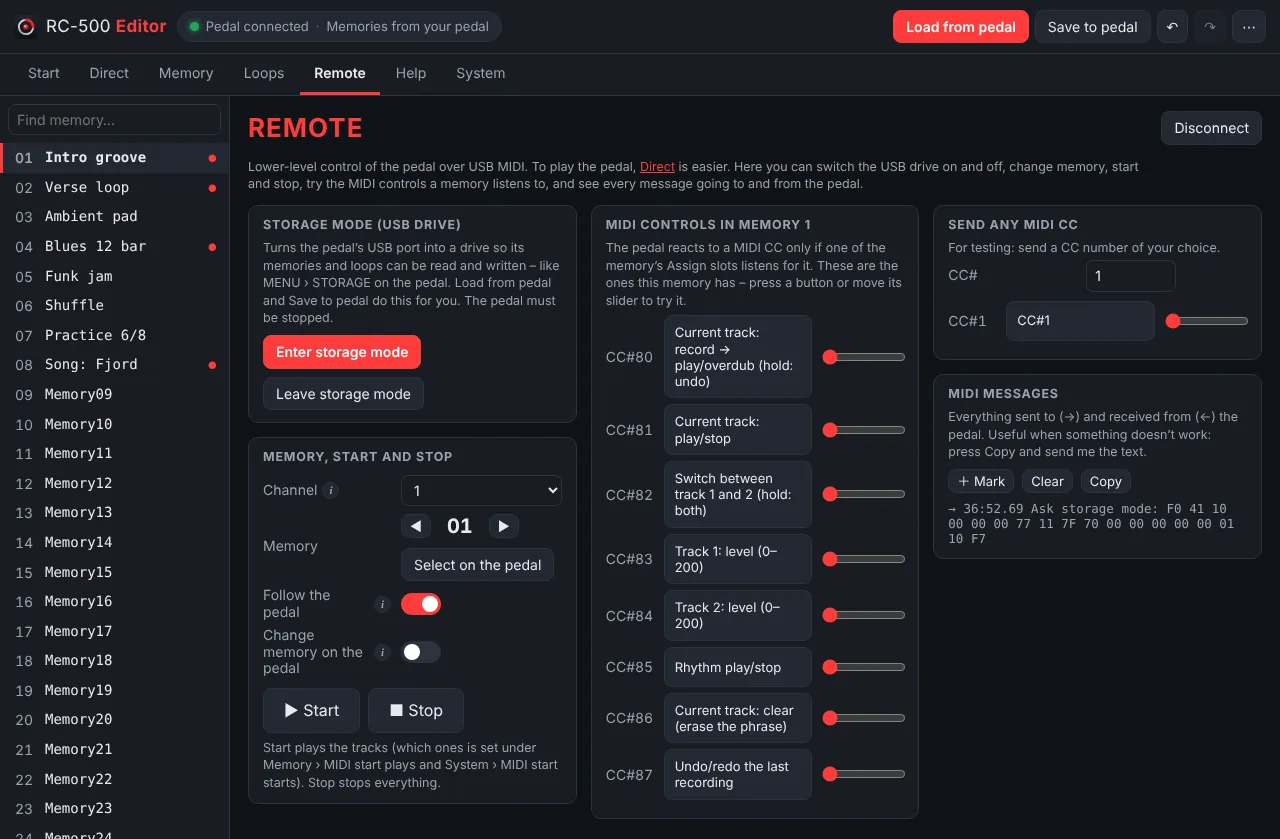 RC-500 Editor
Pedal connected · Memories from your pedal
Load from pedal
Save to pedal
Start
Direct
Memory
Loops
Remote
Help
System
Find memory...
01 Intro groove
02 Verse loop
03 Ambient pad
04 Blues 12 bar
05 Funk jam
06 Shuffle
07 Practice 6/8
08 Song: Fjord
09 Memory09
10 Memory10
11 Memory11
12 Memory12
13 Memory13
14 Memory14
15 Memory15
16 Memory16
17 Memory17
18 Memory18
19 Memory19
20 Memory20
21 Memory21
22 Memory22
23 Memory23
24 Memory24
REMOTE
Disconnect
Lower-level control of the pedal over USB MIDI. To play the pedal, Direct is easier. Here you can switch the USB drive on and off, change memory, start
and stop, try the MIDI controls a memory listens to, and see every message going to and from the pedal.
STORAGE MODE (USB DRIVE)
Turns the pedal’s USB port into a drive so its
memories and loops can be read and written – like
MENU › STORAGE on the pedal. Load from pedal
and Save to pedal do this for you. The pedal must
be stopped.
Enter storage mode
Leave storage mode
MEMORY, START AND STOP
Channel i
1
Memory
◀ 01 ▶
Select on the pedal
Follow the
pedal i
Change
memory on the i
pedal
▶ Start
■ Stop
Start plays the tracks (which ones is set under
Memory › MIDI start plays and System › MIDI start
starts). Stop stops everything.
MIDI CONTROLS IN MEMORY 1
The pedal reacts to a MIDI CC only if one of the
memory’s Assign slots listens for it. These are the
ones this memory has – press a button or move its
slider to try it.
CC#80
Current track:
record →
play/overdub (hold:
undo)
CC#81
Current track:
play/stop
CC#82
Switch between
track 1 and 2 (hold:
both)
CC#83
Track 1: level (0–
200)
CC#84
Track 2: level (0–
200)
CC#85
Rhythm play/stop
CC#86
Current track: clear
(erase the phrase)
CC#87
Undo/redo the last
recording
SEND ANY MIDI CC
For testing: send a CC number of your choice.
CC#
1
CC#1
CC#1
MIDI MESSAGES
Everything sent to (→) and received from (←) the
pedal. Useful when something doesn’t work:
press Copy and send me the text.
+ Mark
Clear
Copy
→ 36:52.69 Ask storage mode: F0 41 10
00 00 00 77 11 7F 70 00 00 00 00 00 01
10 F7